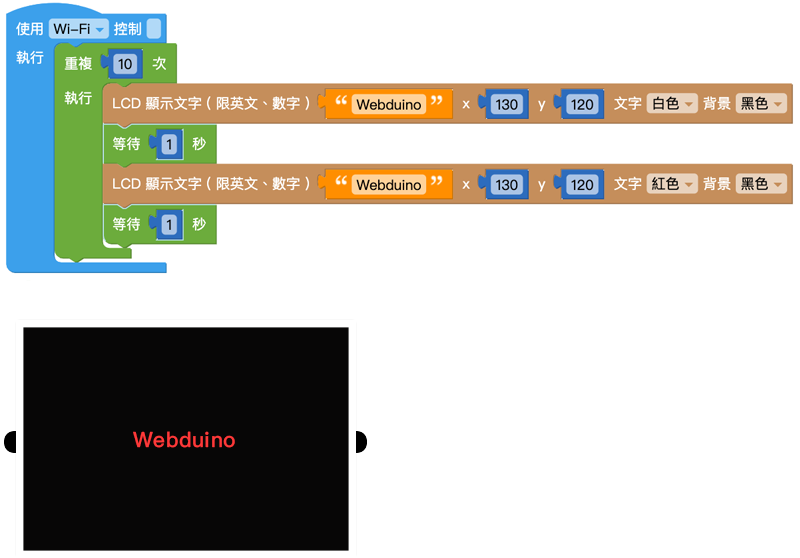 使用 Wi-Fi 控制
執行 重複 10 次
執行 LCD 顯示文字 ( 限英文、數字 ) “ Webduino ” x 130 y 120 文字 白色 背景 黑色
等待 1 秒
LCD 顯示文字 ( 限英文、數字 ) “ Webduino ” x 130 y 120 文字 紅色 背景 黑色
等待 1 秒
Webduino